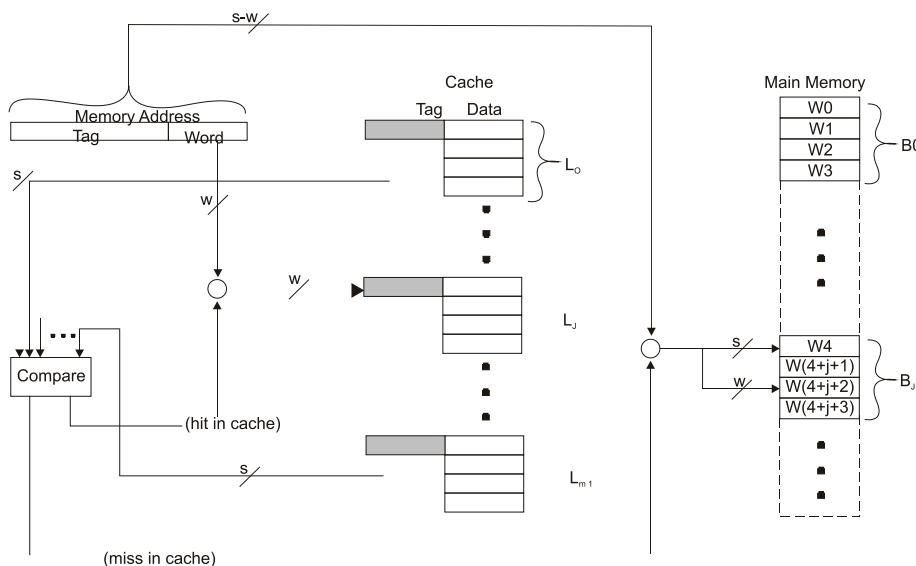 s-w
Cache
Main Memory
Memory Address
Tag Word
Tag Data
W0
W1
W2
W3
B0
L0
s
w
w
LJ
Compare
(hit in cache)
s
W4
W(4+j+1)
W(4+j+2)
W(4+j+3)
s
w
BJ
s
Lm 1
(miss in cache)